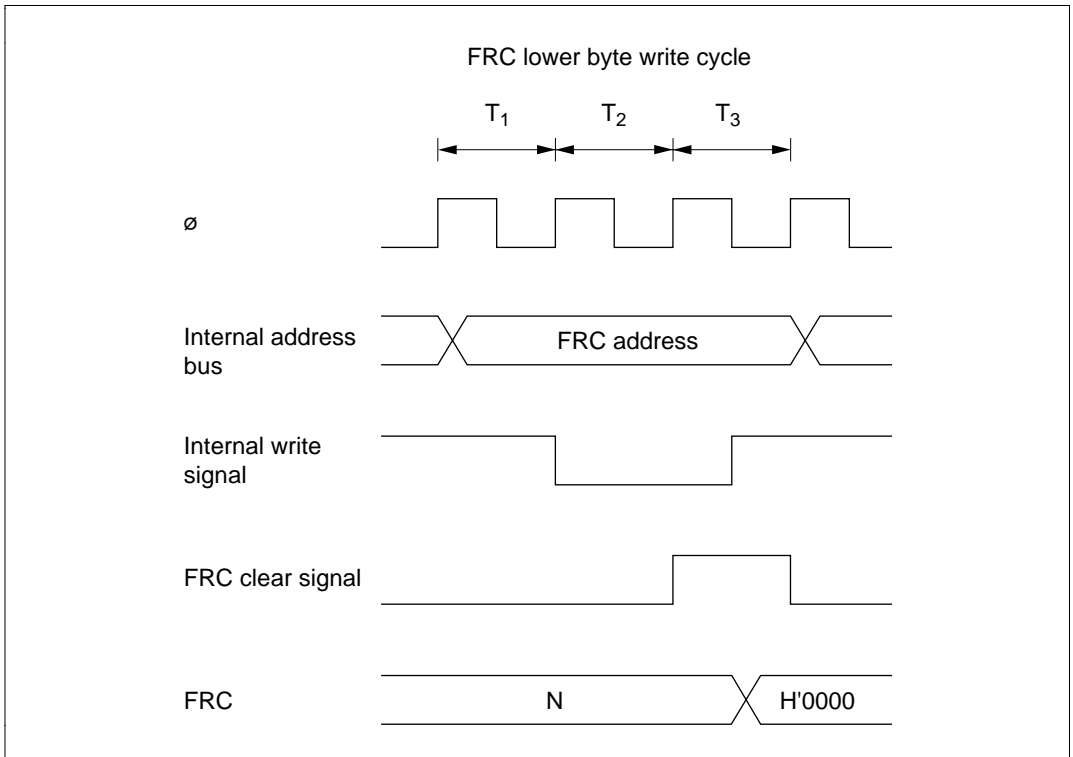 FRC lower byte write cycle
T1 T2 T3
ø
Internal address
bus
FRC address
Internal write
signal
FRC clear signal
FRC N H'0000